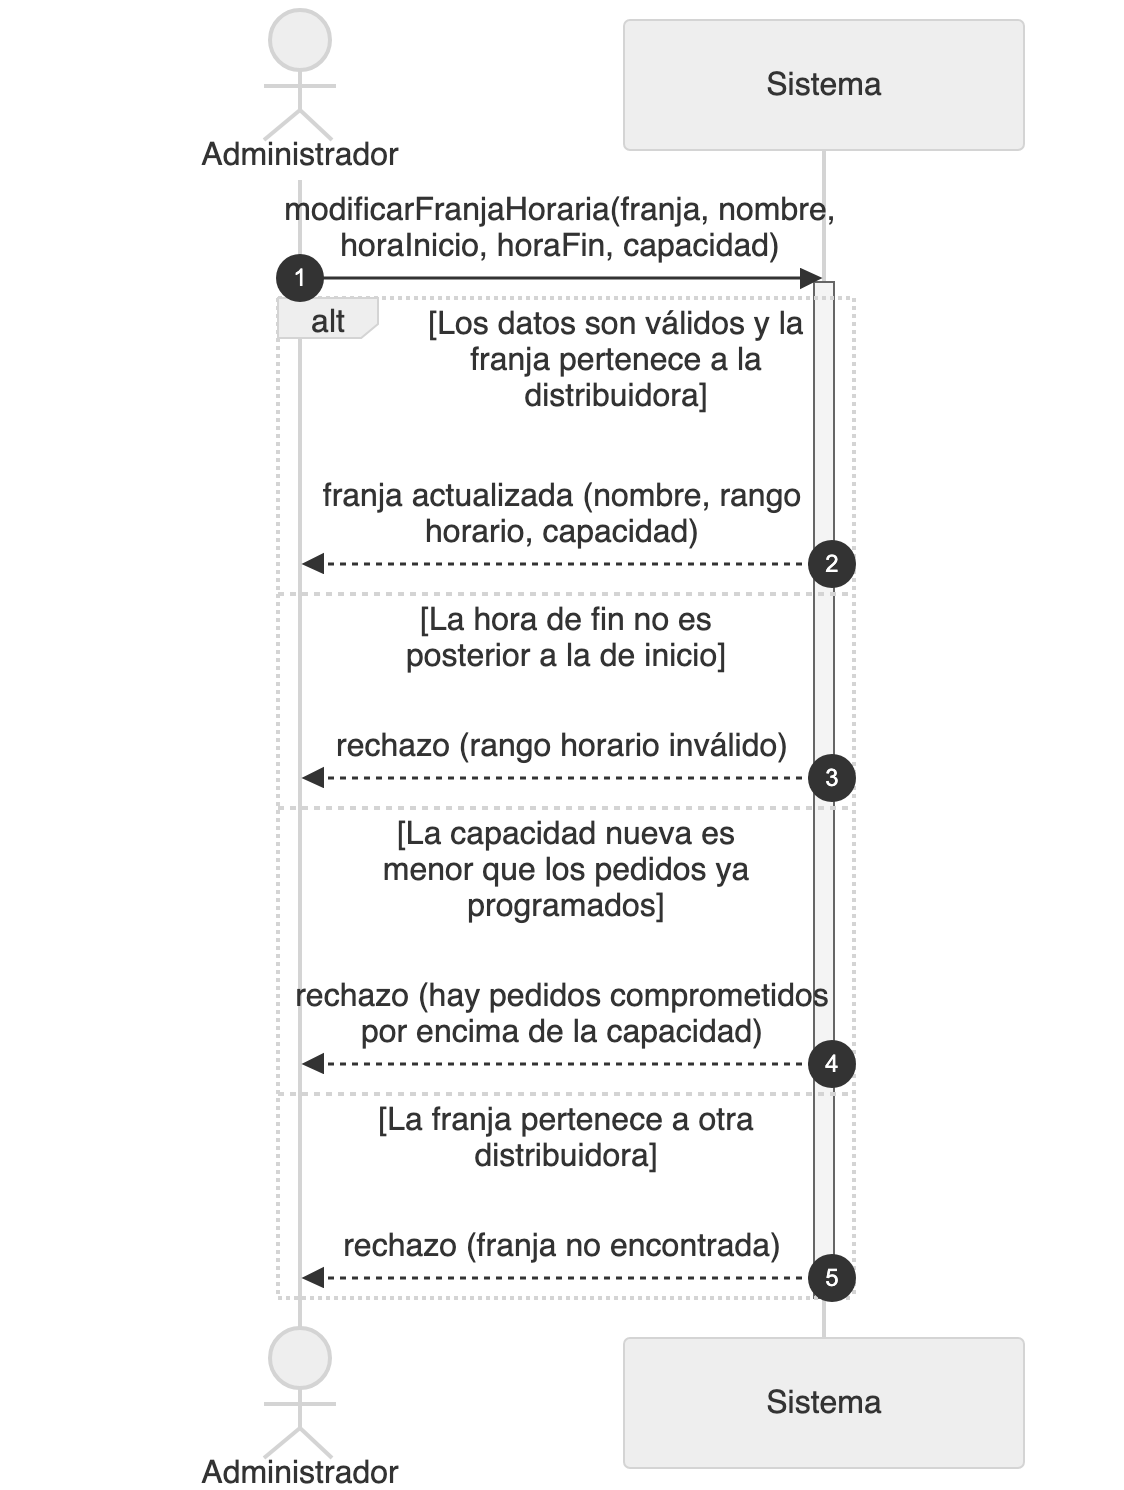 Sistema
Administrador
modificarFranjaHoraria(franja, nombre,
horaInicio, horaFin, capacidad)
1
alt
[Los datos son válidos y la
franja pertenece a la
distribuidora]
franja actualizada (nombre, rango
horario, capacidad)
2
[La hora de fin no es
posterior a la de inicio]
rechazo (rango horario inválido)
3
[La capacidad nueva es
menor que los pedidos ya
programados]
rechazo (hay pedidos comprometidos
por encima de la capacidad)
4
[La franja pertenece a otra
distribuidora]
rechazo (franja no encontrada)
5
Sistema
Administrador